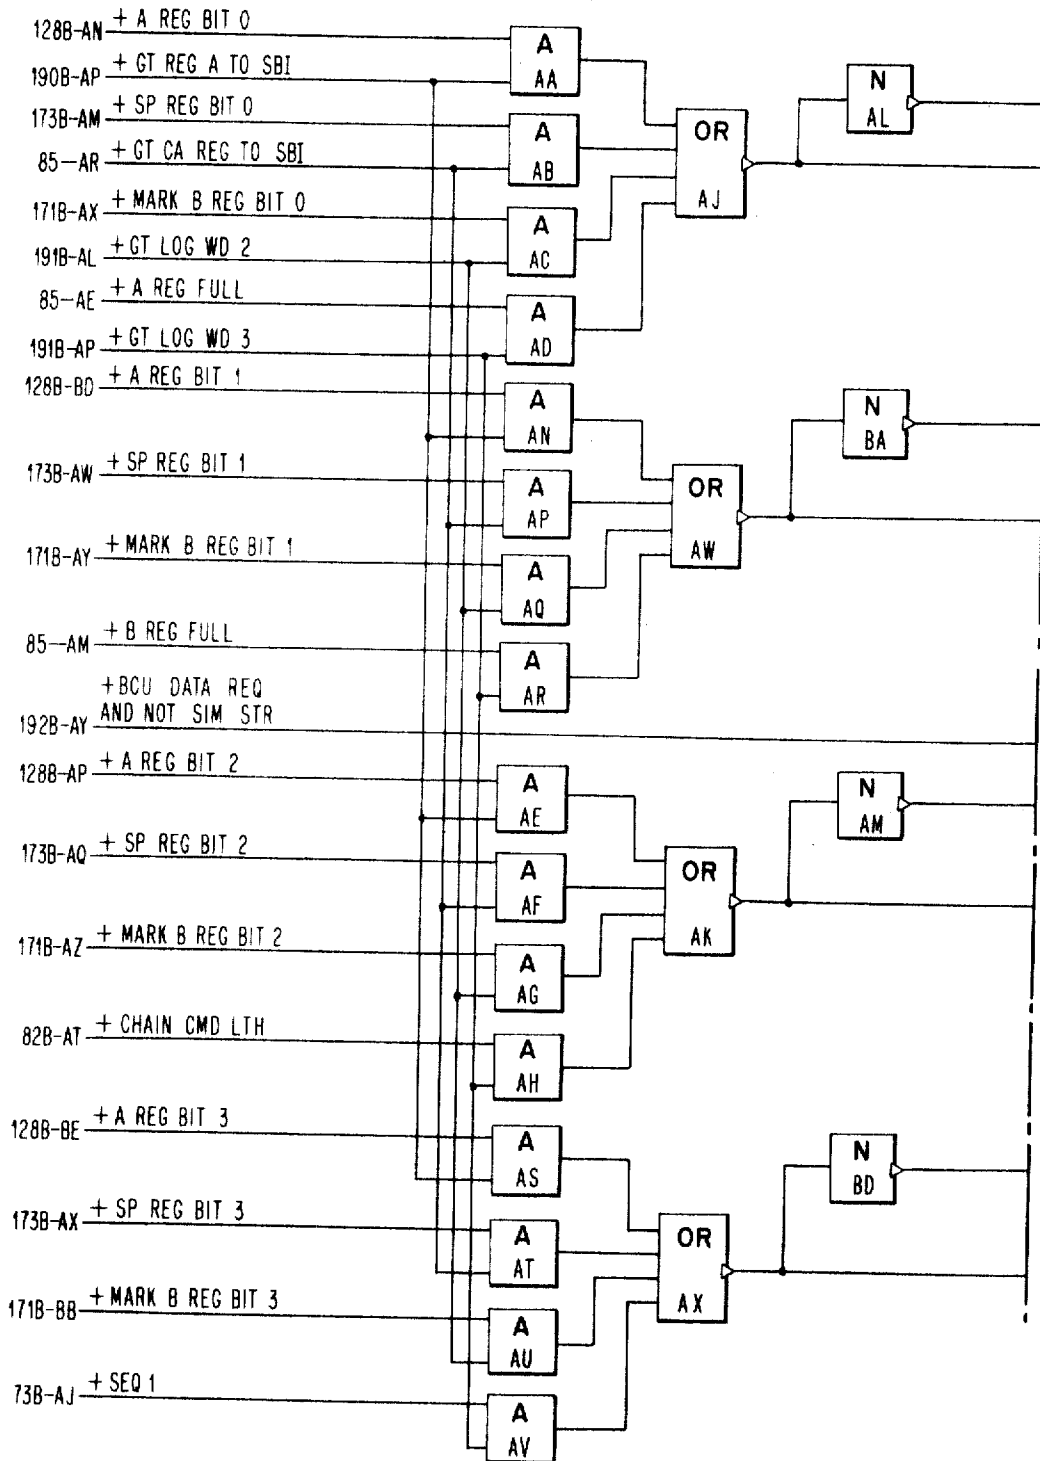 128B-AN + A REG BIT 0
A
AA
190B-AP + GT REG A TO SBI
N
AL
173B-AM + SP REG BIT 0
A
AB
OR
AJ
85-AR + GT CA REG TO SBI
171B-AX + MARK B REG BIT 0
A
AC
191B-AL + GT LOG WD 2
85-AE + A REG FULL
A
AD
191B-AP + GT LOG WD 3
128B-BD + A REG BIT 1
A
AN
N
BA
173B-AW + SP REG BIT 1
A
AP
OR
AW
171B-AY + MARK B REG BIT 1
A
AQ
85-AM + B REG FULL
A
AR
+BCU DATA REQ
192B-AY AND NOT SIM STR
128B-AP + A REG BIT 2
A
AE
N
AM
173B-AQ + SP REG BIT 2
A
AF
OR
AK
171B-AZ + MARK B REG BIT 2
A
AG
82B-AT + CHAIN CMD LTH
A
AH
128B-BE + A REG BIT 3
A
AS
N
BD
173B-AX + SP REG BIT 3
A
AT
OR
AX
171B-BB + MARK B REG BIT 3
A
AU
73B-AJ + SEQ 1
A
AV